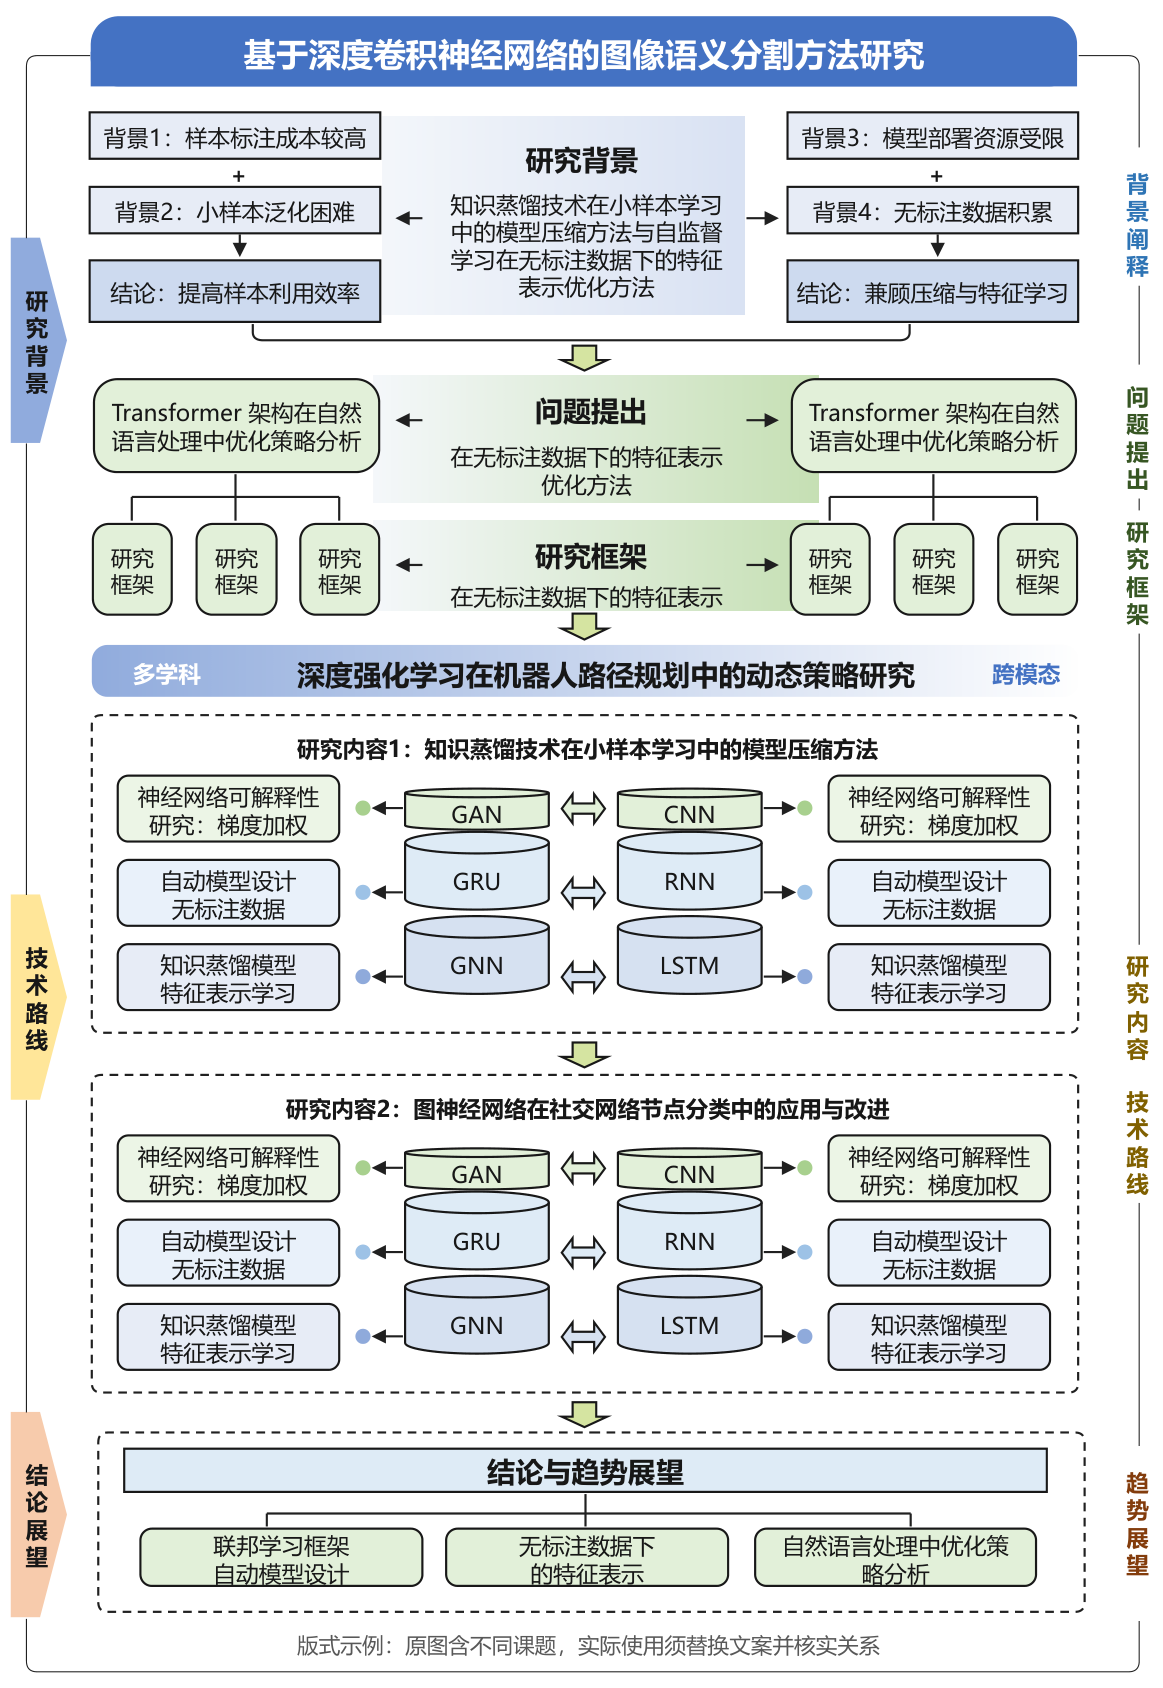 基于深度卷积神经网络的图像语义分割方法研究
背景1：样本标注成本较高
+
背景2：小样本泛化困难
结论：提高样本利用效率
研究背景
知识蒸馏技术在小样本学习
中的模型压缩方法与自监督
学习在无标注数据下的特征
表示优化方法
背景3：模型部署资源受限
+
背景4：无标注数据积累
结论：兼顾压缩与特征学习
研究背景
背景阐释
Transformer 架构在自然
语言处理中优化策略分析
问题提出
在无标注数据下的特征表示
优化方法
Transformer 架构在自然
语言处理中优化策略分析
问题提出
研究
框架
研究
框架
研究
框架
研究框架
在无标注数据下的特征表示
研究
框架
研究
框架
研究
框架
研究框架
多学科
深度强化学习在机器人路径规划中的动态策略研究
跨模态
研究内容1：知识蒸馏技术在小样本学习中的模型压缩方法
神经网络可解释性
研究：梯度加权
GAN
CNN
神经网络可解释性
研究：梯度加权
自动模型设计
无标注数据
GRU
RNN
自动模型设计
无标注数据
知识蒸馏模型
特征表示学习
GNN
LSTM
知识蒸馏模型
特征表示学习
技术路线
研究内容
技术路线
研究内容2：图神经网络在社交网络节点分类中的应用与改进
神经网络可解释性
研究：梯度加权
GAN
CNN
神经网络可解释性
研究：梯度加权
自动模型设计
无标注数据
GRU
RNN
自动模型设计
无标注数据
知识蒸馏模型
特征表示学习
GNN
LSTM
知识蒸馏模型
特征表示学习
结论与趋势展望
联邦学习框架
自动模型设计
无标注数据下
的特征表示
自然语言处理中优化策
略分析
结论展望
趋势展望
版式示例：原图含不同课题，实际使用须替换文案并核实关系